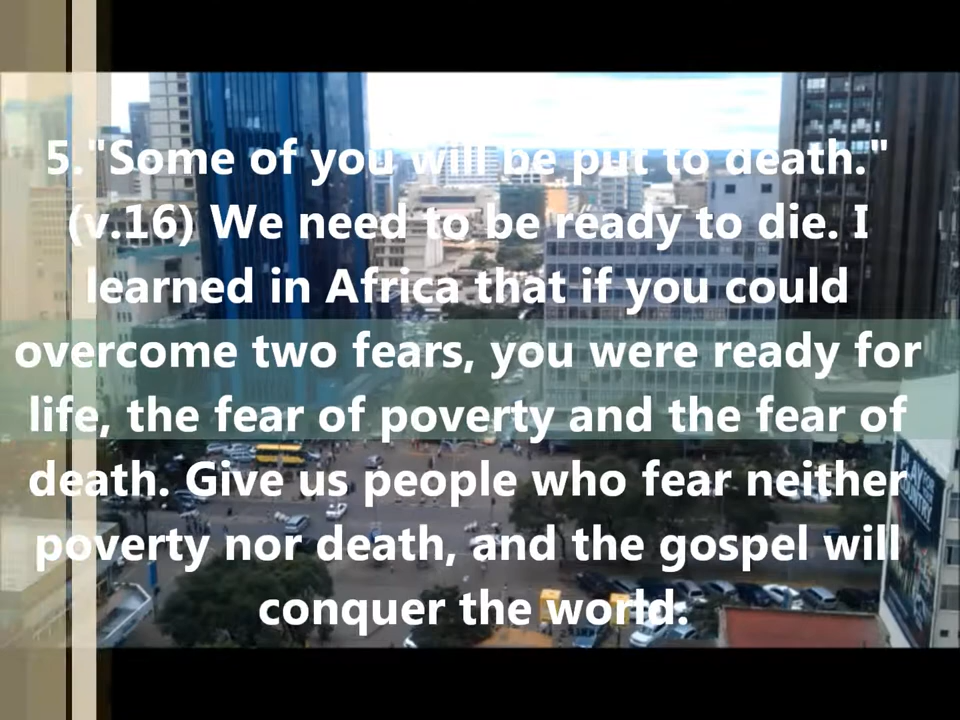 5."Some of you will be put to death."
(v.16) We need to be ready to die. I
learned in Africa that if you could
overcome two fears, you were ready for
life, the fear of poverty and the fear of
death. Give us people who fear neither
poverty nor death, and the gospel will
conquer the world.